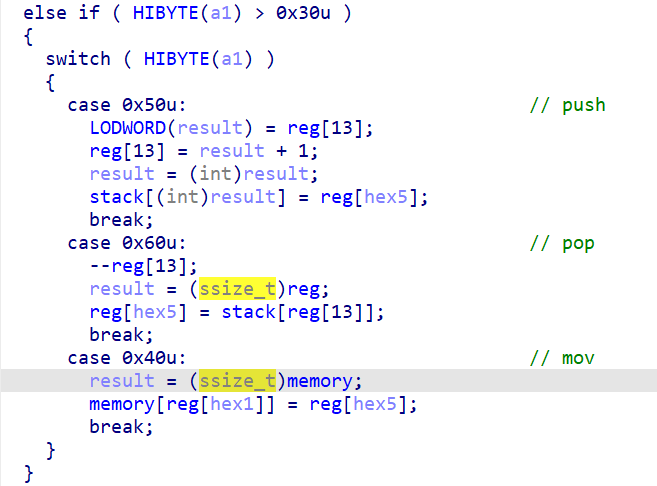 else if ( HIBYTE(a1) > 0x30u )
{
switch ( HIBYTE(a1) )
{
case 0x50u: // push
LODWORD(result) = reg[13];
reg[13] = result + 1;
result = (int)result;
stack[(int)result] = reg[hex5];
break;
case 0x60u: // pop
--reg[13];
result = (ssize_t)reg;
reg[hex5] = stack[reg[13]];
break;
case 0x40u: // mov
result = (ssize_t)memory;
memory[reg[hex1]] = reg[hex5];
break;
}
}